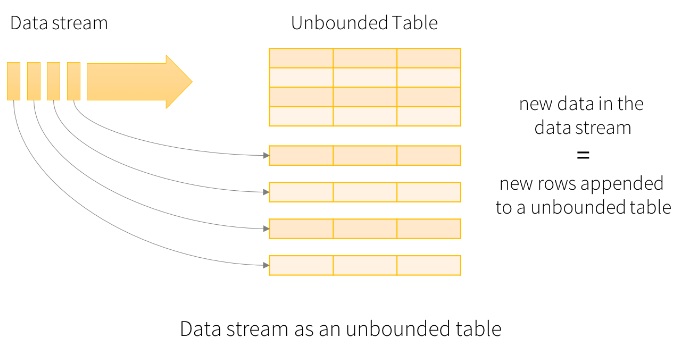 Data stream
Unbounded Table
new data in the
data stream
=
new rows appended
to a unbounded table
Data stream as an unbounded table